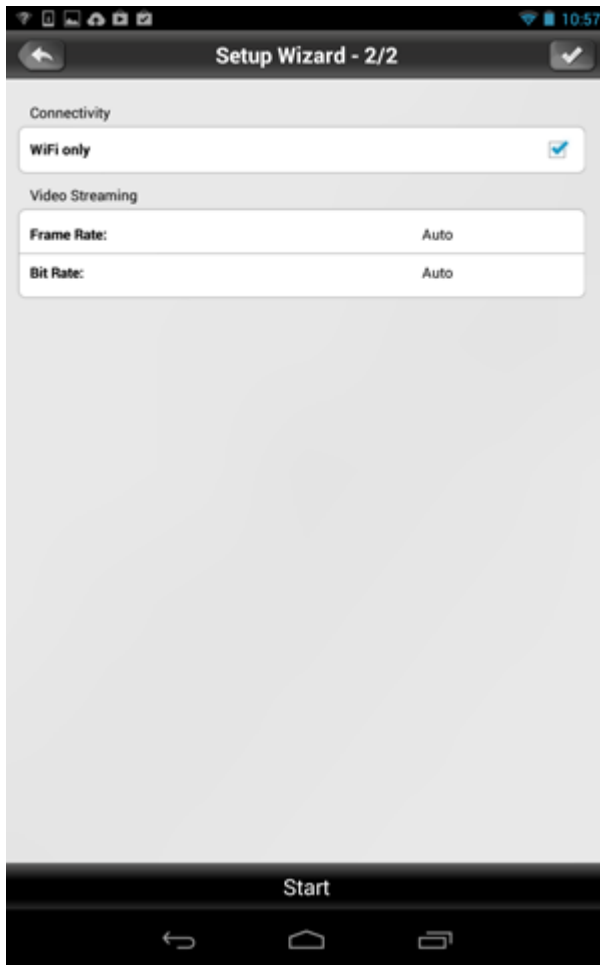 10:57
Setup Wizard - 2/2
Connectivity
WiFi only
Video Streaming
Frame Rate: Auto
Bit Rate: Auto
Start